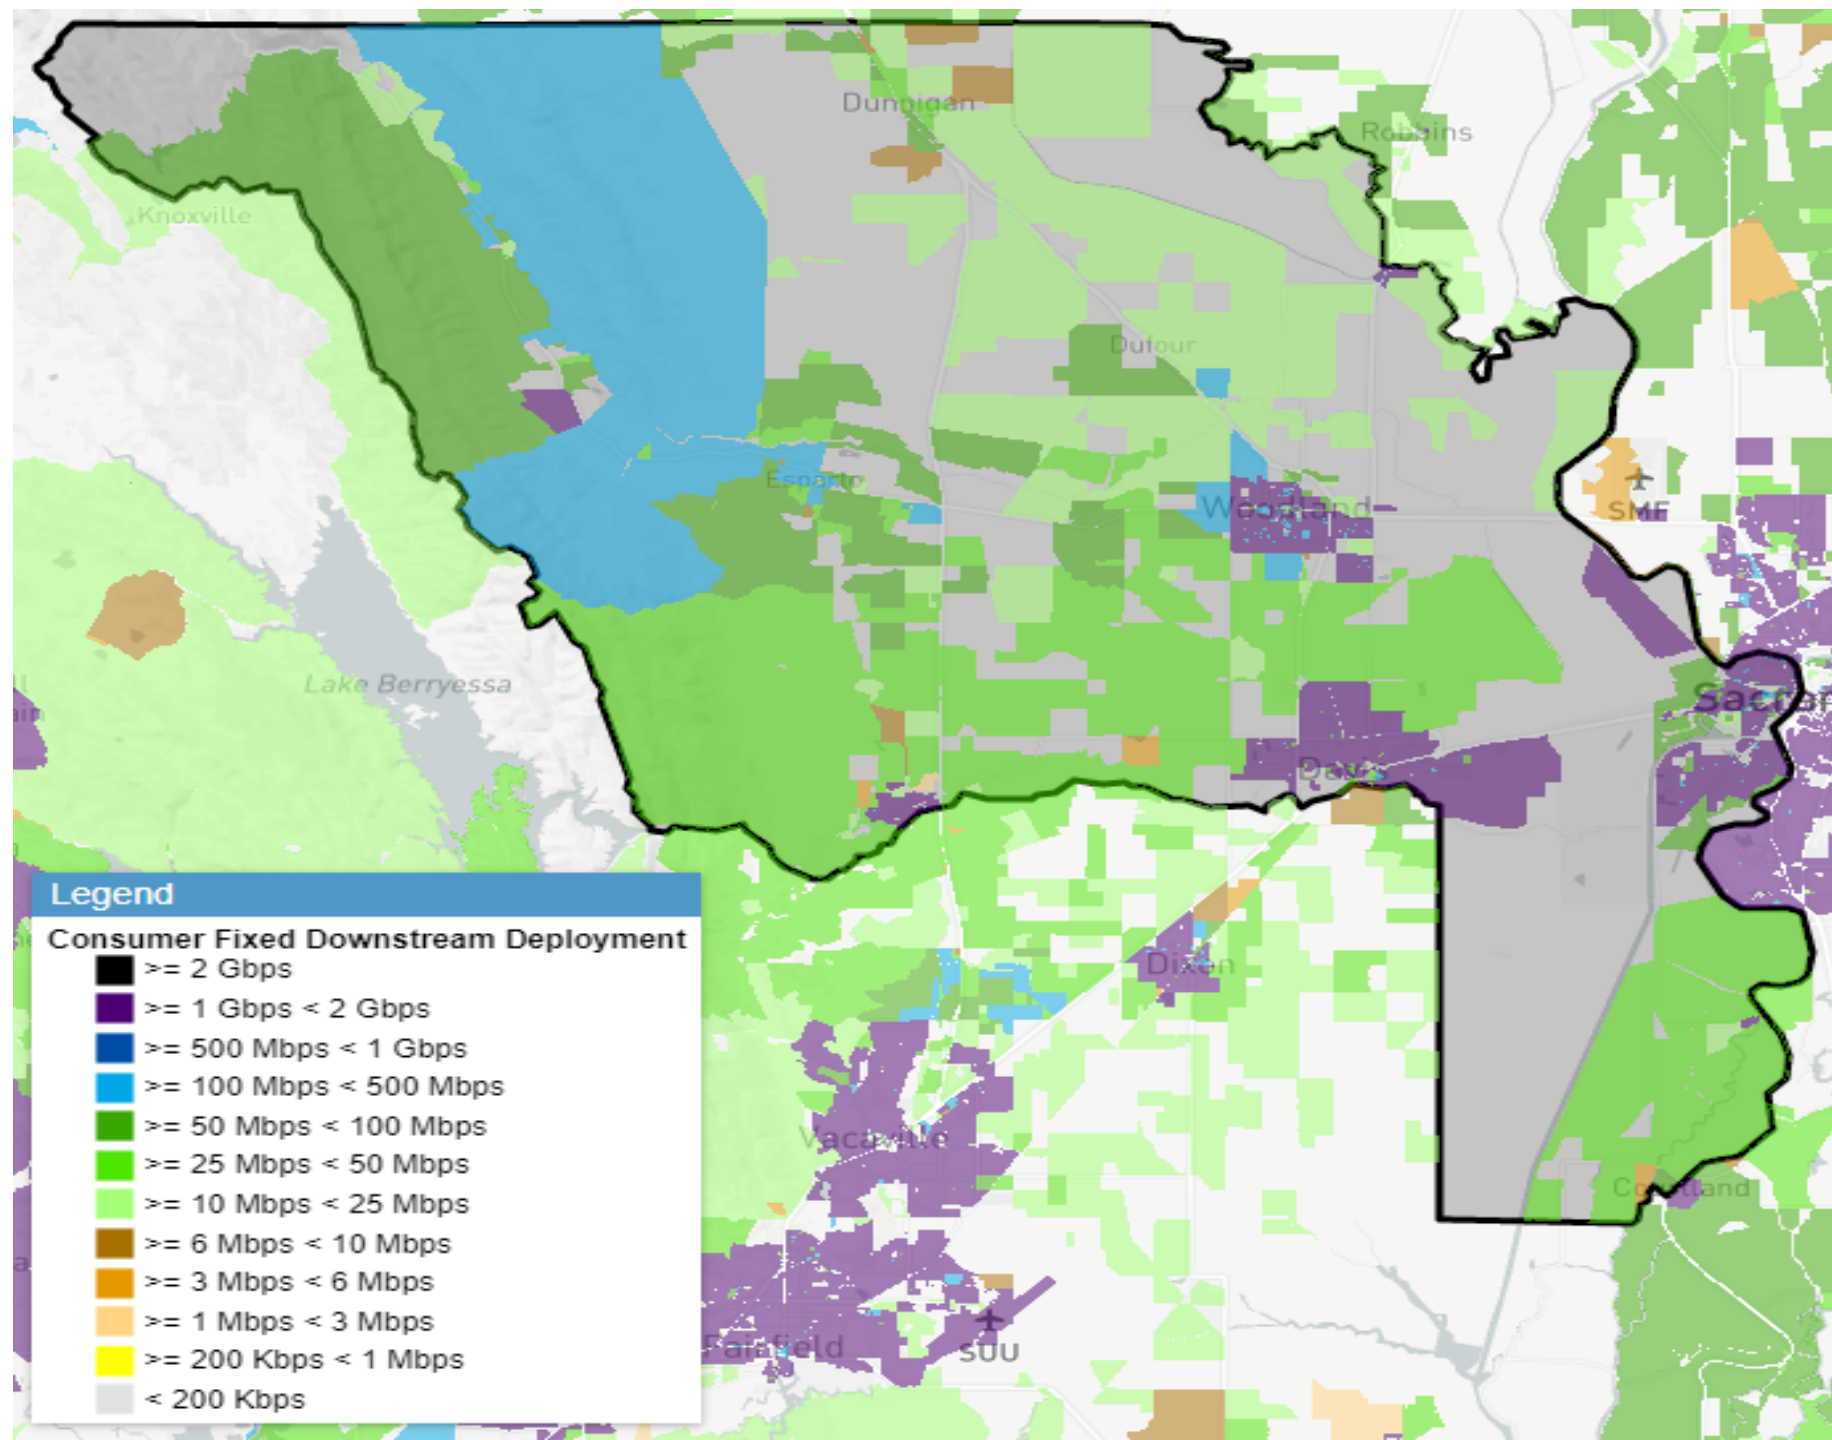 Dunnigan
Robbins
Knoxville
Dufour
Esparto
Woodland
SMF
Lake Berryessa
Davis
Dixon
Vacaville
Courtland
Fairfield
SUU
Legend
Consumer Fixed Downstream Deployment
>= 2 Gbps
>= 1 Gbps < 2 Gbps
>= 500 Mbps < 1 Gbps
>= 100 Mbps < 500 Mbps
>= 50 Mbps < 100 Mbps
>= 25 Mbps < 50 Mbps
>= 10 Mbps < 25 Mbps
>= 6 Mbps < 10 Mbps
>= 3 Mbps < 6 Mbps
>= 1 Mbps < 3 Mbps
>= 200 Kbps < 1 Mbps
< 200 Kbps